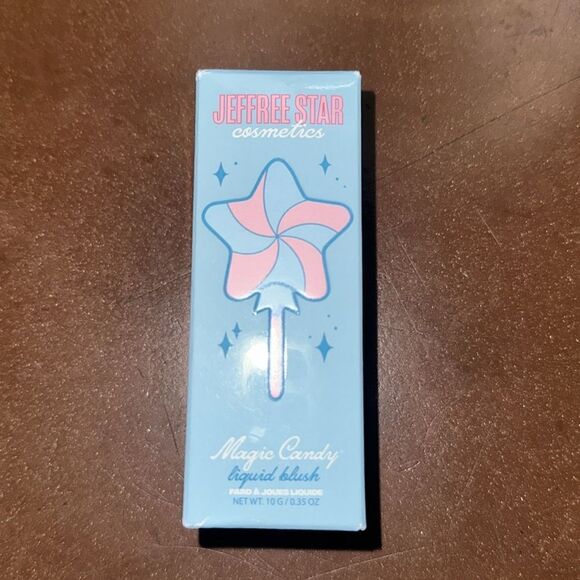 JEFFREE STAR
cosmetics
Magic Candy
liquid blush
FARD À JOUES LIQUIDE
NET WT. 10 G / 0.35 OZ